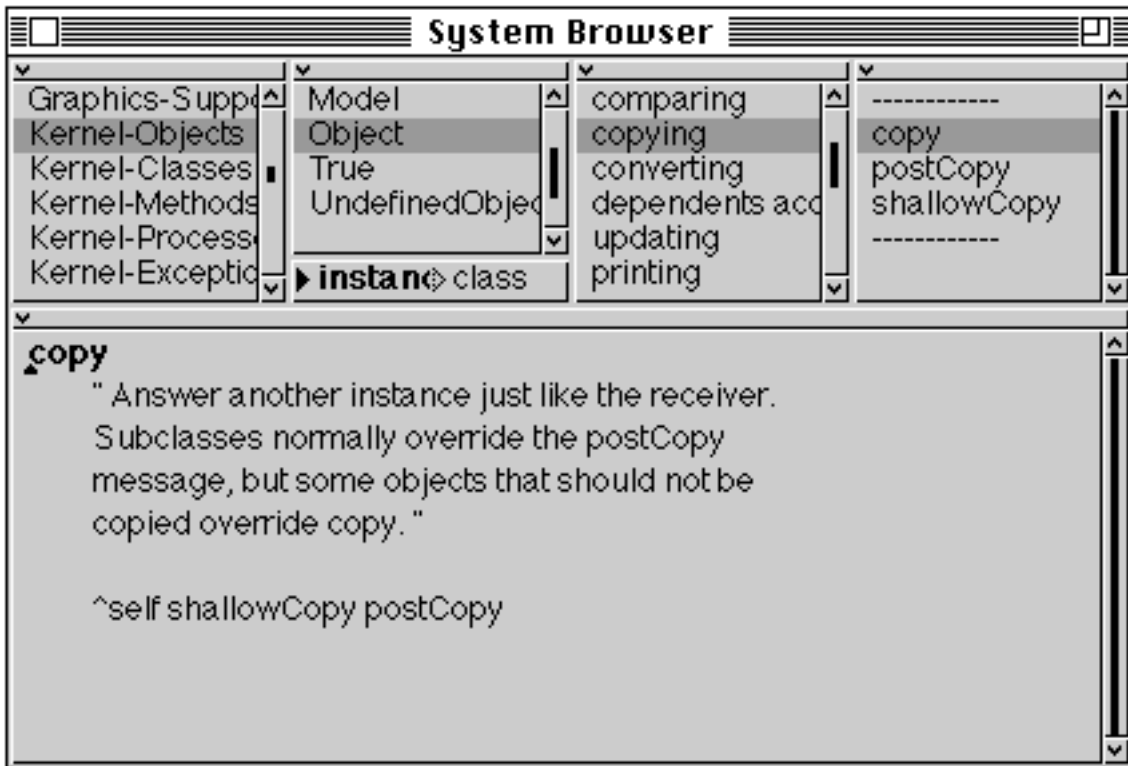 System Browser
Graphics-Suppo
Kernel-Objects
Kernel-Classes
Kernel-Methods
Kernel-Process
Kernel-Exceptio
Model
Object
True
UndefinedObjec
instanc class
comparing
copying
converting
dependents acc
updating
printing
------------
copy
postCopy
shallowCopy
------------
copy
" Answer another instance just like the receiver.
Subclasses normally override the postCopy
message, but some objects that should not be
copied override copy. "
^self shallowCopy postCopy